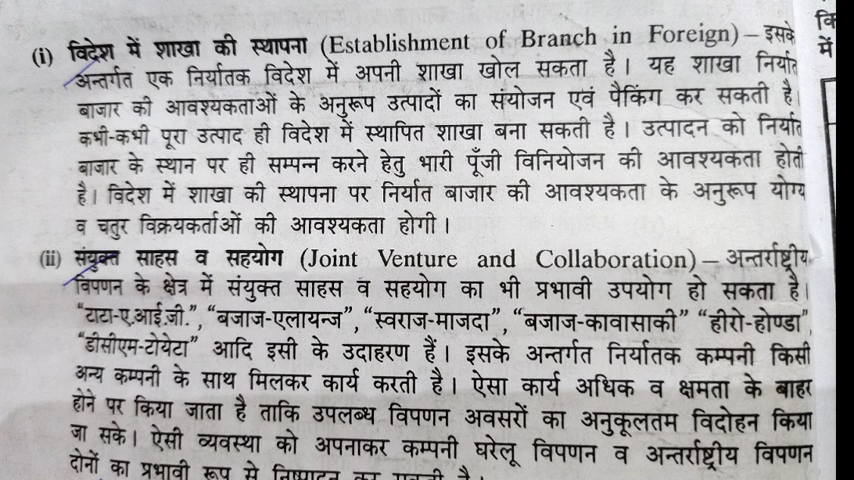 (i) विदेश में शाखा की स्थापना (Establishment of Branch in Foreign) – इसके
अन्तर्गत एक निर्यातक विदेश में अपनी शाखा खोल सकता है। यह शाखा निर्यात
बाजार की आवश्यकताओं के अनुरूप उत्पादों का संयोजन एवं पैकिंग कर सकती है।
कभी-कभी पूरा उत्पाद ही विदेश में स्थापित शाखा बना सकती है। उत्पादन को निर्यात
बाजार के स्थान पर ही सम्पन्न करने हेतु भारी पूँजी विनियोजन की आवश्यकता होती
है। विदेश में शाखा की स्थापना पर निर्यात बाजार की आवश्यकता के अनुरूप योग्य
व चतुर विक्रयकर्ताओं की आवश्यकता होगी।
(ii) संयुक्त साहस व सहयोग (Joint Venture and Collaboration) – अन्तर्राष्ट्रीय
विपणन के क्षेत्र में संयुक्त साहस व सहयोग का भी प्रभावी उपयोग हो सकता है।
"टाटा-ए.आई.जी.", "बजाज-एलायन्ज", "स्वराज-माजदा", "बजाज-कावासाकी" "हीरो-होण्डा",
"डीसीएम-टोयेटा" आदि इसी के उदाहरण हैं। इसके अन्तर्गत निर्यातक कम्पनी किसी
अन्य कम्पनी के साथ मिलकर कार्य करती है। ऐसा कार्य अधिक व क्षमता के बाहर
होने पर किया जाता है ताकि उपलब्ध विपणन अवसरों का अनुकूलतम विदोहन किया
जा सके। ऐसी व्यवस्था को अपनाकर कम्पनी घरेलू विपणन व अन्तर्राष्ट्रीय विपणन
दोनों का प्रभावी रूप से निष्पादन कर सकती है।
में